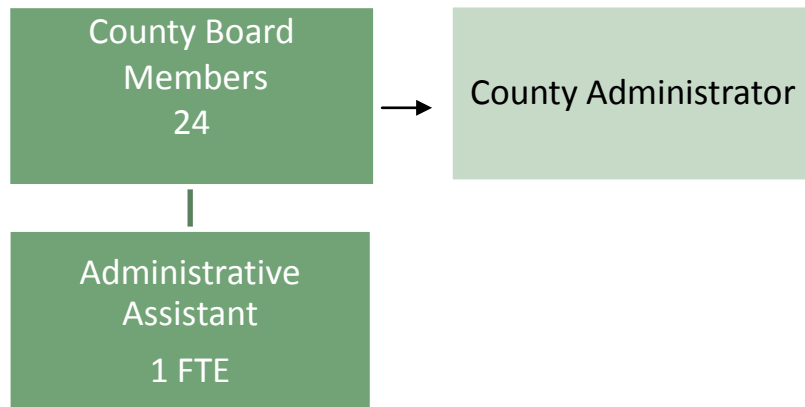 County Board
Members
24
County Administrator
Administrative
Assistant
1 FTE